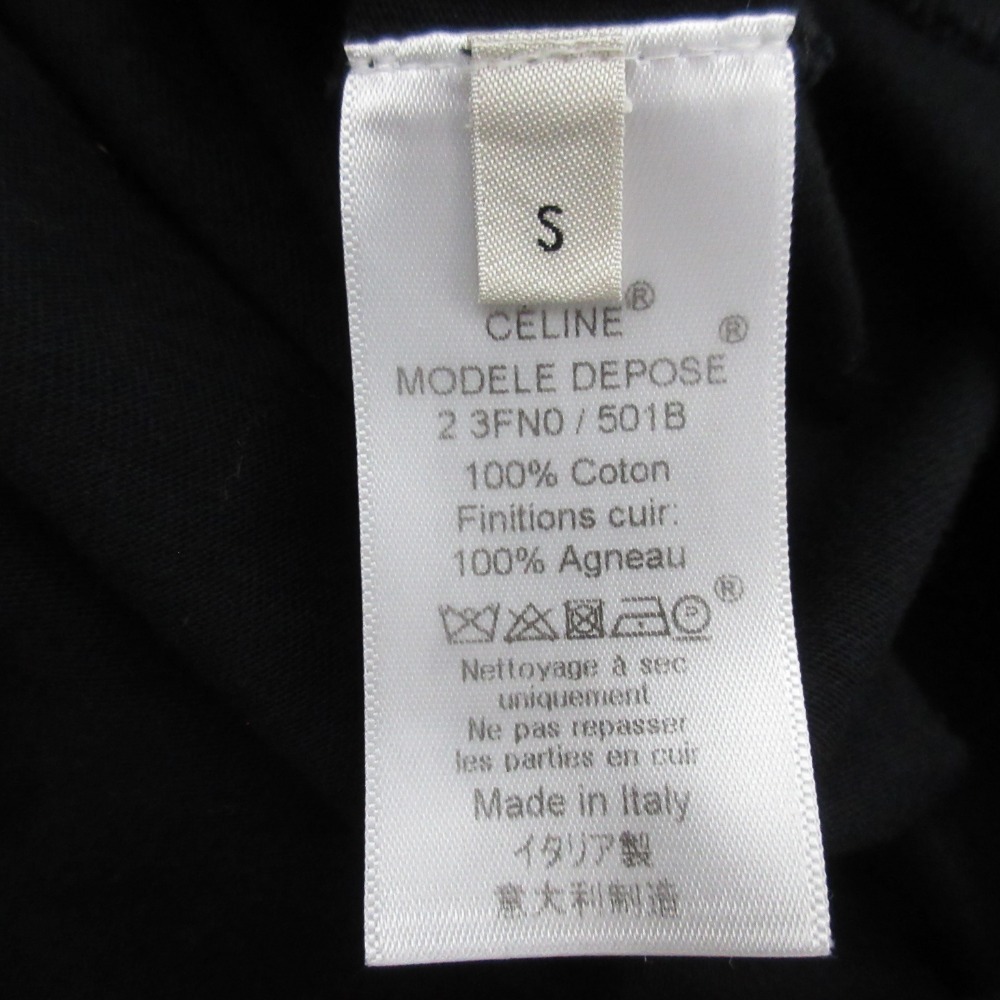 S
CÉLINE®
MODELE DEPOSE®
2 3FN0 / 501B
100% Coton
Finitions cuir:
100% Agneau
P ®
Nettoyage à sec
uniquement
Ne pas repasser
les parties en cuir
Made in Italy
イタリア製
意大利制造